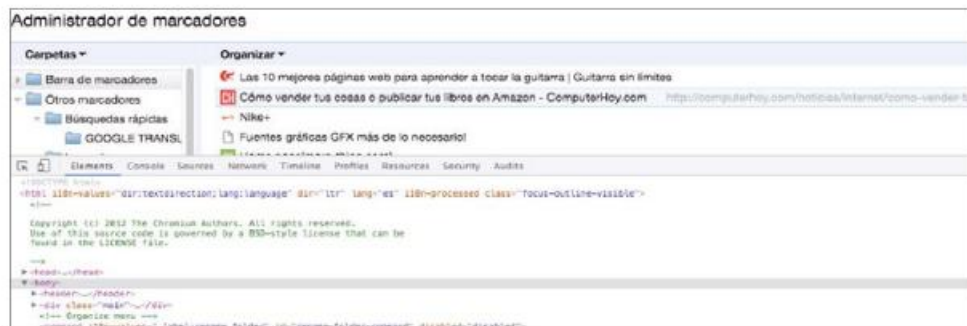 Administrador de marcadores
Carpetas
Organizar
Barra de marcadores
Otros marcadores
Búsquedas rápidas
GOOGLE TRANSL
Las 10 mejores páginas web para aprender a tocar la guitarra | Guitarra sin límites
Cómo vender tus cosas o publicar tus libros en Amazon - ComputerHoy.com
Nike+
Fuentes gráficas GFX más de lo necesario!
Elements Console Sources Network Timeline Profiles Resources Security Audits
<!DOCTYPE html>
<html i18n-values="dir:textdirection;lang:language" dir="ltr" lang="es" i18n-processed class="focus-outline-visible">
<!--
Copyright (c) 2012 The Chromium Authors. All rights reserved.
Use of this source code is governed by a BSD-style license that can be
found in the LICENSE file.
-->
<head>…</head>
<body>
<header>…</header>
<div class="main">…</div>
<!-- Organize menu -->